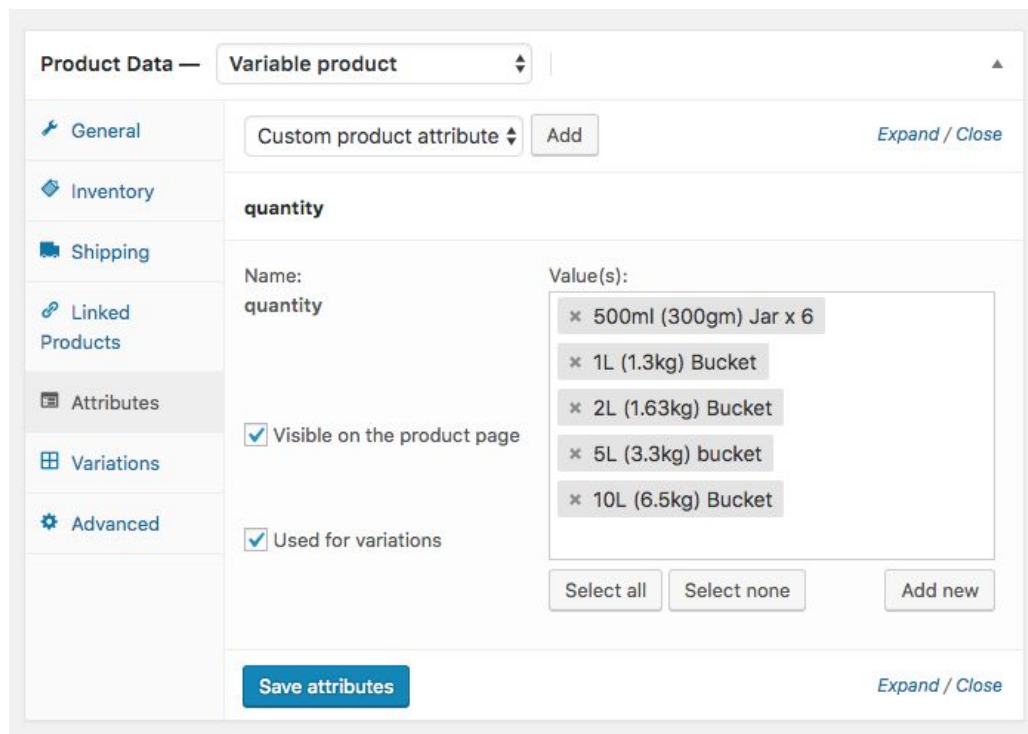 Product Data — Variable product
General
Inventory
Shipping
Linked
Products
Attributes
Variations
Advanced
Custom product attribute Add Expand / Close
quantity
Name:
quantity
Visible on the product page
Used for variations
Value(s):
× 500ml (300gm) Jar x 6
× 1L (1.3kg) Bucket
× 2L (1.63kg) Bucket
× 5L (3.3kg) bucket
× 10L (6.5kg) Bucket
Select all Select none Add new
Save attributes Expand / Close